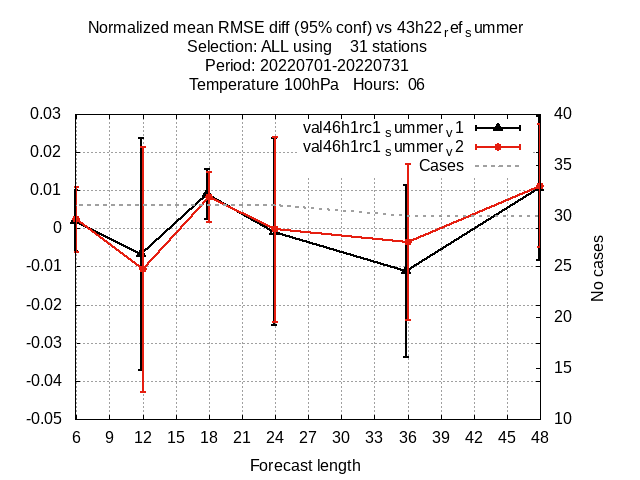 Normalized mean RMSE diff (95% conf) vs 43h22_ref_summer
Selection: ALL using 31 stations
Period: 20220701-20220731
Temperature 100hPa Hours: 06
val46h1rc1_summer_v1
val46h1rc1_summer_v2
Cases
0.03
0.02
0.01
0
-0.01
-0.02
-0.03
-0.04
-0.05
40
35
30
25
20
15
10
No cases
6 9 12 15 18 21 24 27 30 33 36 39 42 45 48
Forecast length